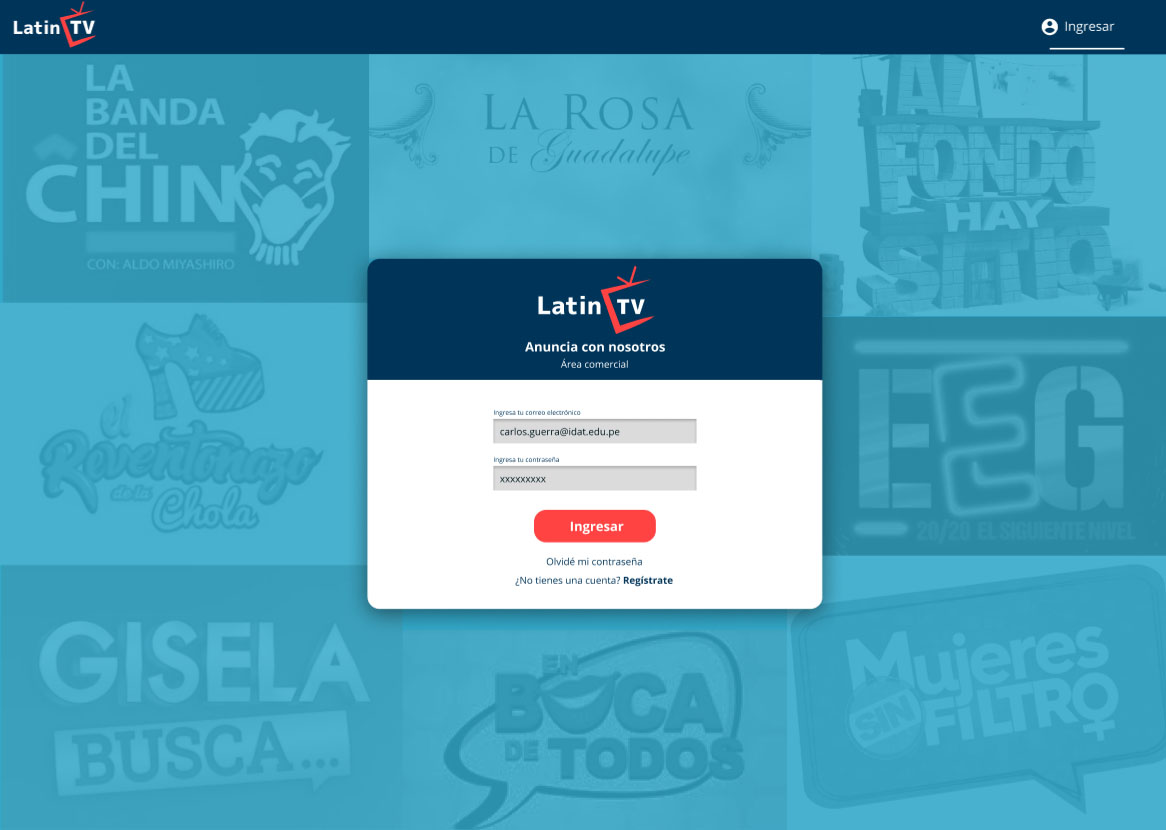 Latin TV
Ingresar
LA
BANDA
DEL
CHINO
CON: ALDO MIYASHIRO
LA ROSA
DE Guadalupe
AL
FONDO
HAY
SITIO
Latin TV
Anuncia con nosotros
Área comercial
Ingresa tu correo electrónico
carlos.guerra@idat.edu.pe
Ingresa tu contraseña
xxxxxxxxx
Ingresar
Olvidé mi contraseña
¿No tienes una cuenta? Regístrate
el
Reventonazo
de la
Chola
EEG
20/20 EL SIGUIENTE NIVEL
GISELA
BUSCA...
EN
BOCA
DE TODOS
Mujeres
SIN FILTRO